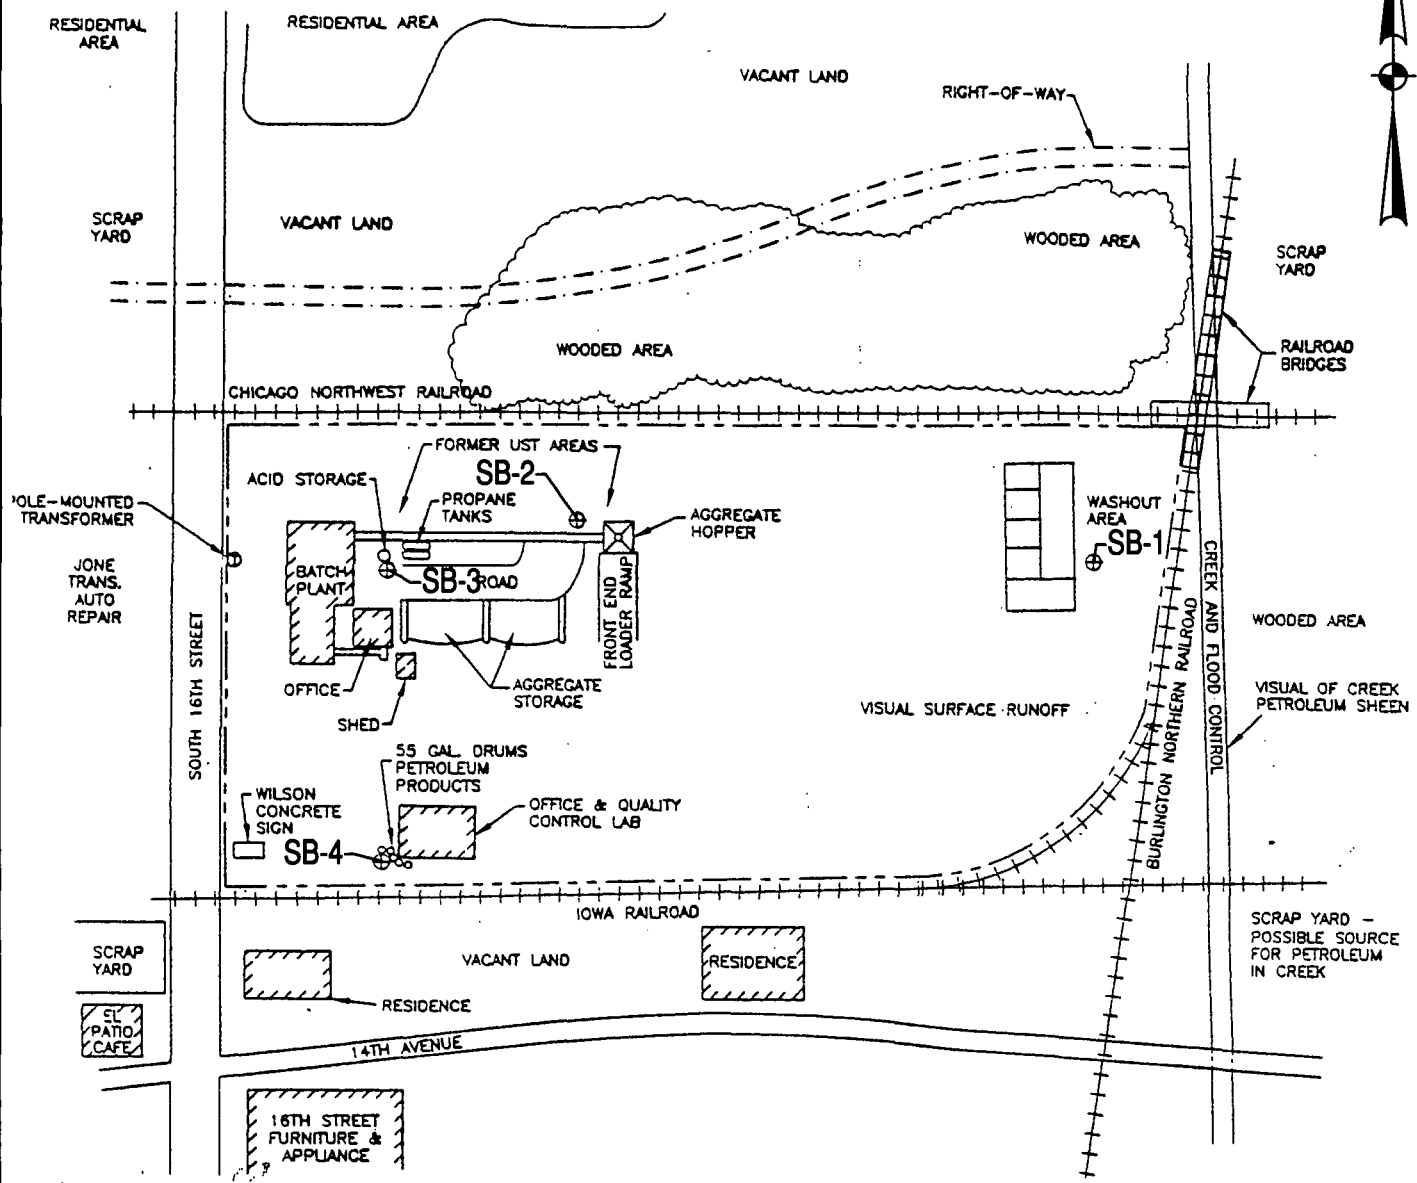 RESIDENTIAL
AREA
RESIDENTIAL AREA
VACANT LAND
RIGHT-OF-WAY
SCRAP
YARD
VACANT LAND
WOODED AREA
SCRAP
YARD
WOODED AREA
RAILROAD
BRIDGES
CHICAGO NORTHWEST RAILROAD
FORMER UST AREAS
ACID STORAGE
SB-2
PROPANE
TANKS
POLE-MOUNTED
TRANSFORMER
AGGREGATE
HOPPER
WASHOUT
AREA
SB-1
JONE
TRANS.
AUTO
REPAIR
BATCH
PLANT
SB-3
ROAD
FRONT END
LOADER RAMP
CREEK AND FLOOD CONTROL
WOODED AREA
SOUTH 16TH STREET
OFFICE
SHED
AGGREGATE
STORAGE
VISUAL SURFACE RUNOFF
BURLINGTON NORTHERN RAILROAD
VISUAL OF CREEK
PETROLEUM SHEEN
55 GAL. DRUMS
PETROLEUM
PRODUCTS
WILSON
CONCRETE
SIGN
OFFICE & QUALITY
CONTROL LAB
SB-4
IOWA RAILROAD
SCRAP YARD -
POSSIBLE SOURCE
FOR PETROLEUM
IN CREEK
SCRAP
YARD
VACANT LAND
RESIDENCE
RESIDENCE
EL
PATIO
CAFE
14TH AVENUE
16TH STREET
FURNITURE &
APPLIANCE